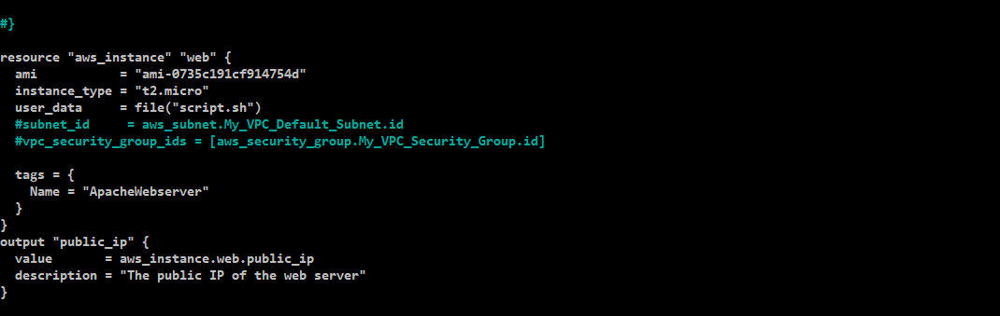 #}
resource "aws_instance" "web" {
  ami           = "ami-0735c191cf914754d"
  instance_type = "t2.micro"
  user_data     = file("script.sh")
  #subnet_id     = aws_subnet.My_VPC_Default_Subnet.id
  #vpc_security_group_ids = [aws_security_group.My_VPC_Security_Group.id]
  tags = {
    Name = "ApacheWebserver"
  }
}
output "public_ip" {
  value       = aws_instance.web.public_ip
  description = "The public IP of the web server"
}